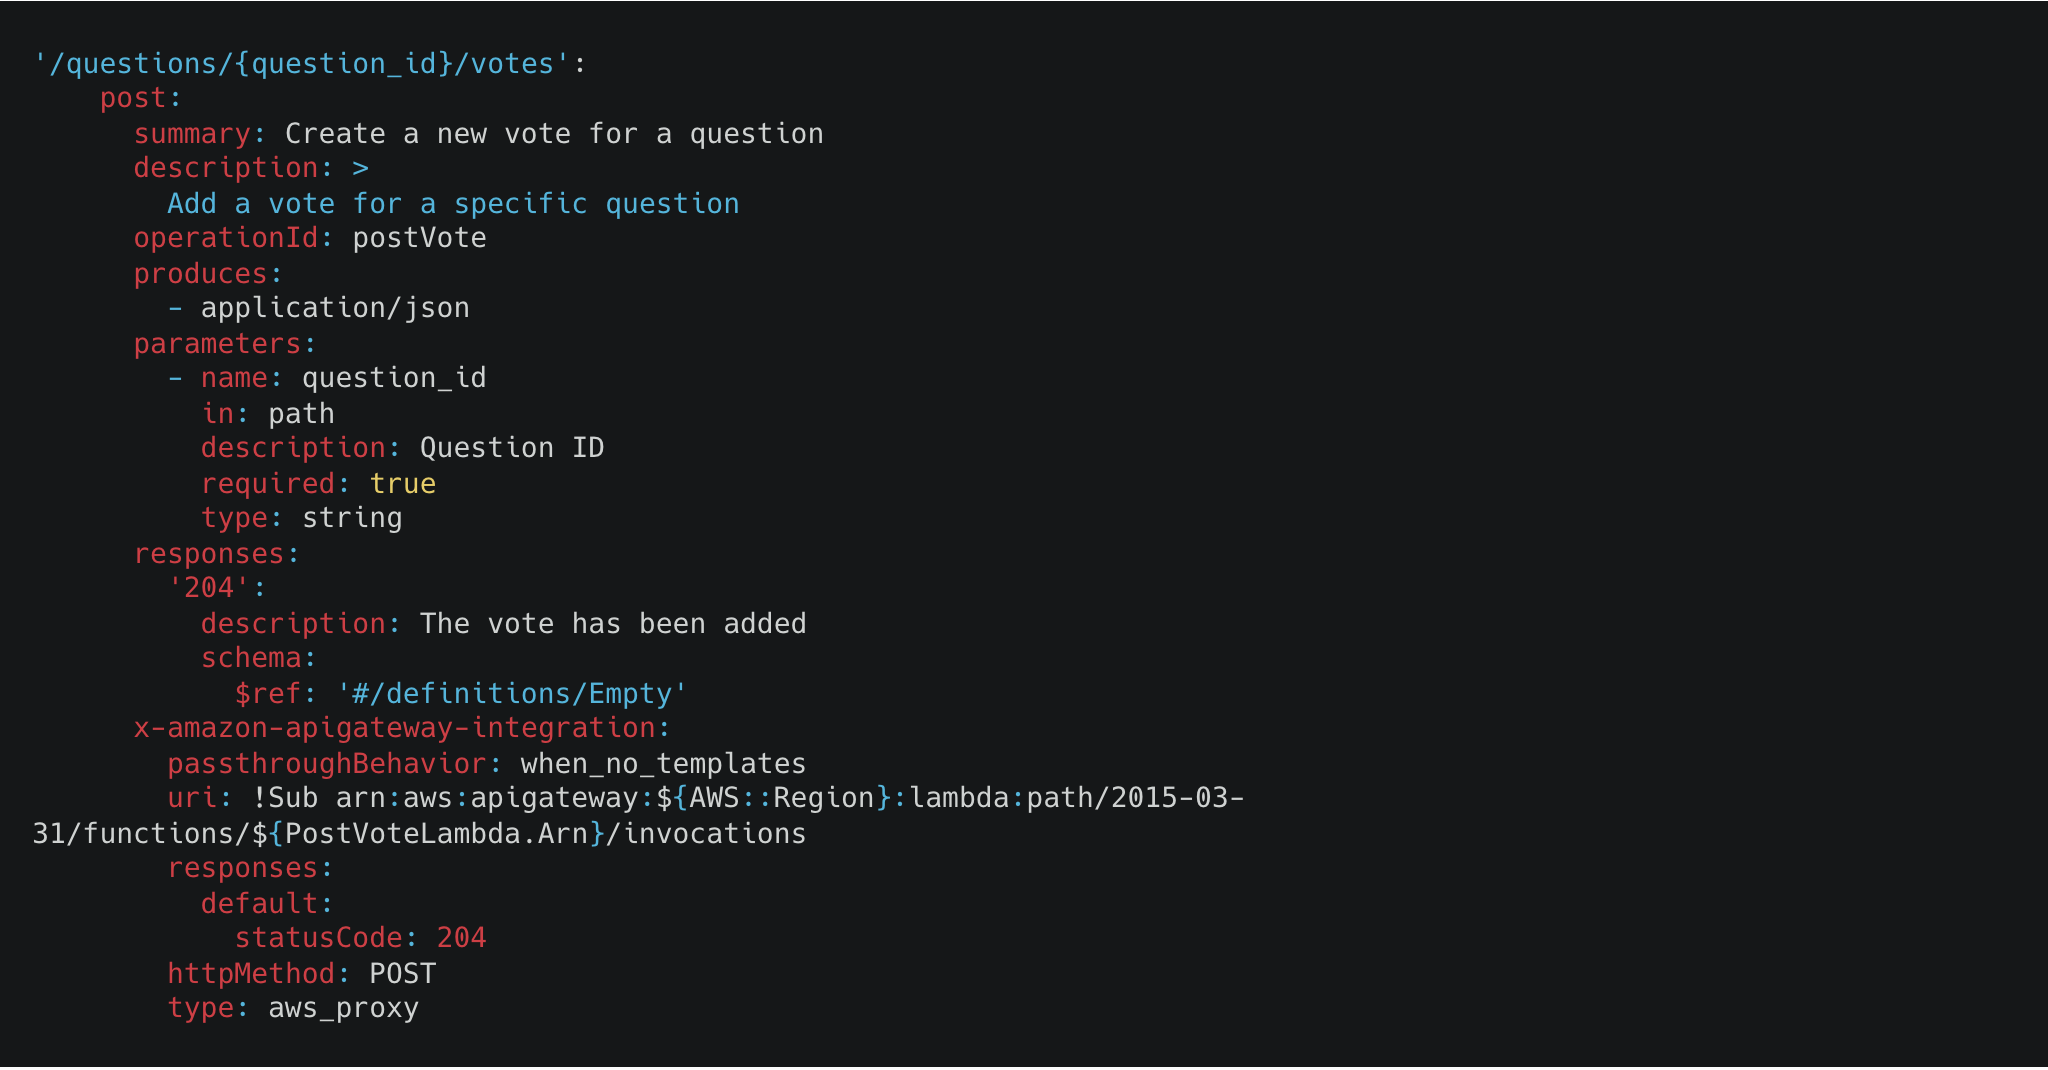 '/questions/{question_id}/votes':
    post:
      summary: Create a new vote for a question
      description: >
        Add a vote for a specific question
      operationId: postVote
      produces:
        - application/json
      parameters:
        - name: question_id
          in: path
          description: Question ID
          required: true
          type: string
      responses:
        '204':
          description: The vote has been added
          schema:
            $ref: '#/definitions/Empty'
      x-amazon-apigateway-integration:
        passthroughBehavior: when_no_templates
        uri: !Sub arn:aws:apigateway:${AWS::Region}:lambda:path/2015-03-
31/functions/${PostVoteLambda.Arn}/invocations
        responses:
          default:
            statusCode: 204
        httpMethod: POST
        type: aws_proxy